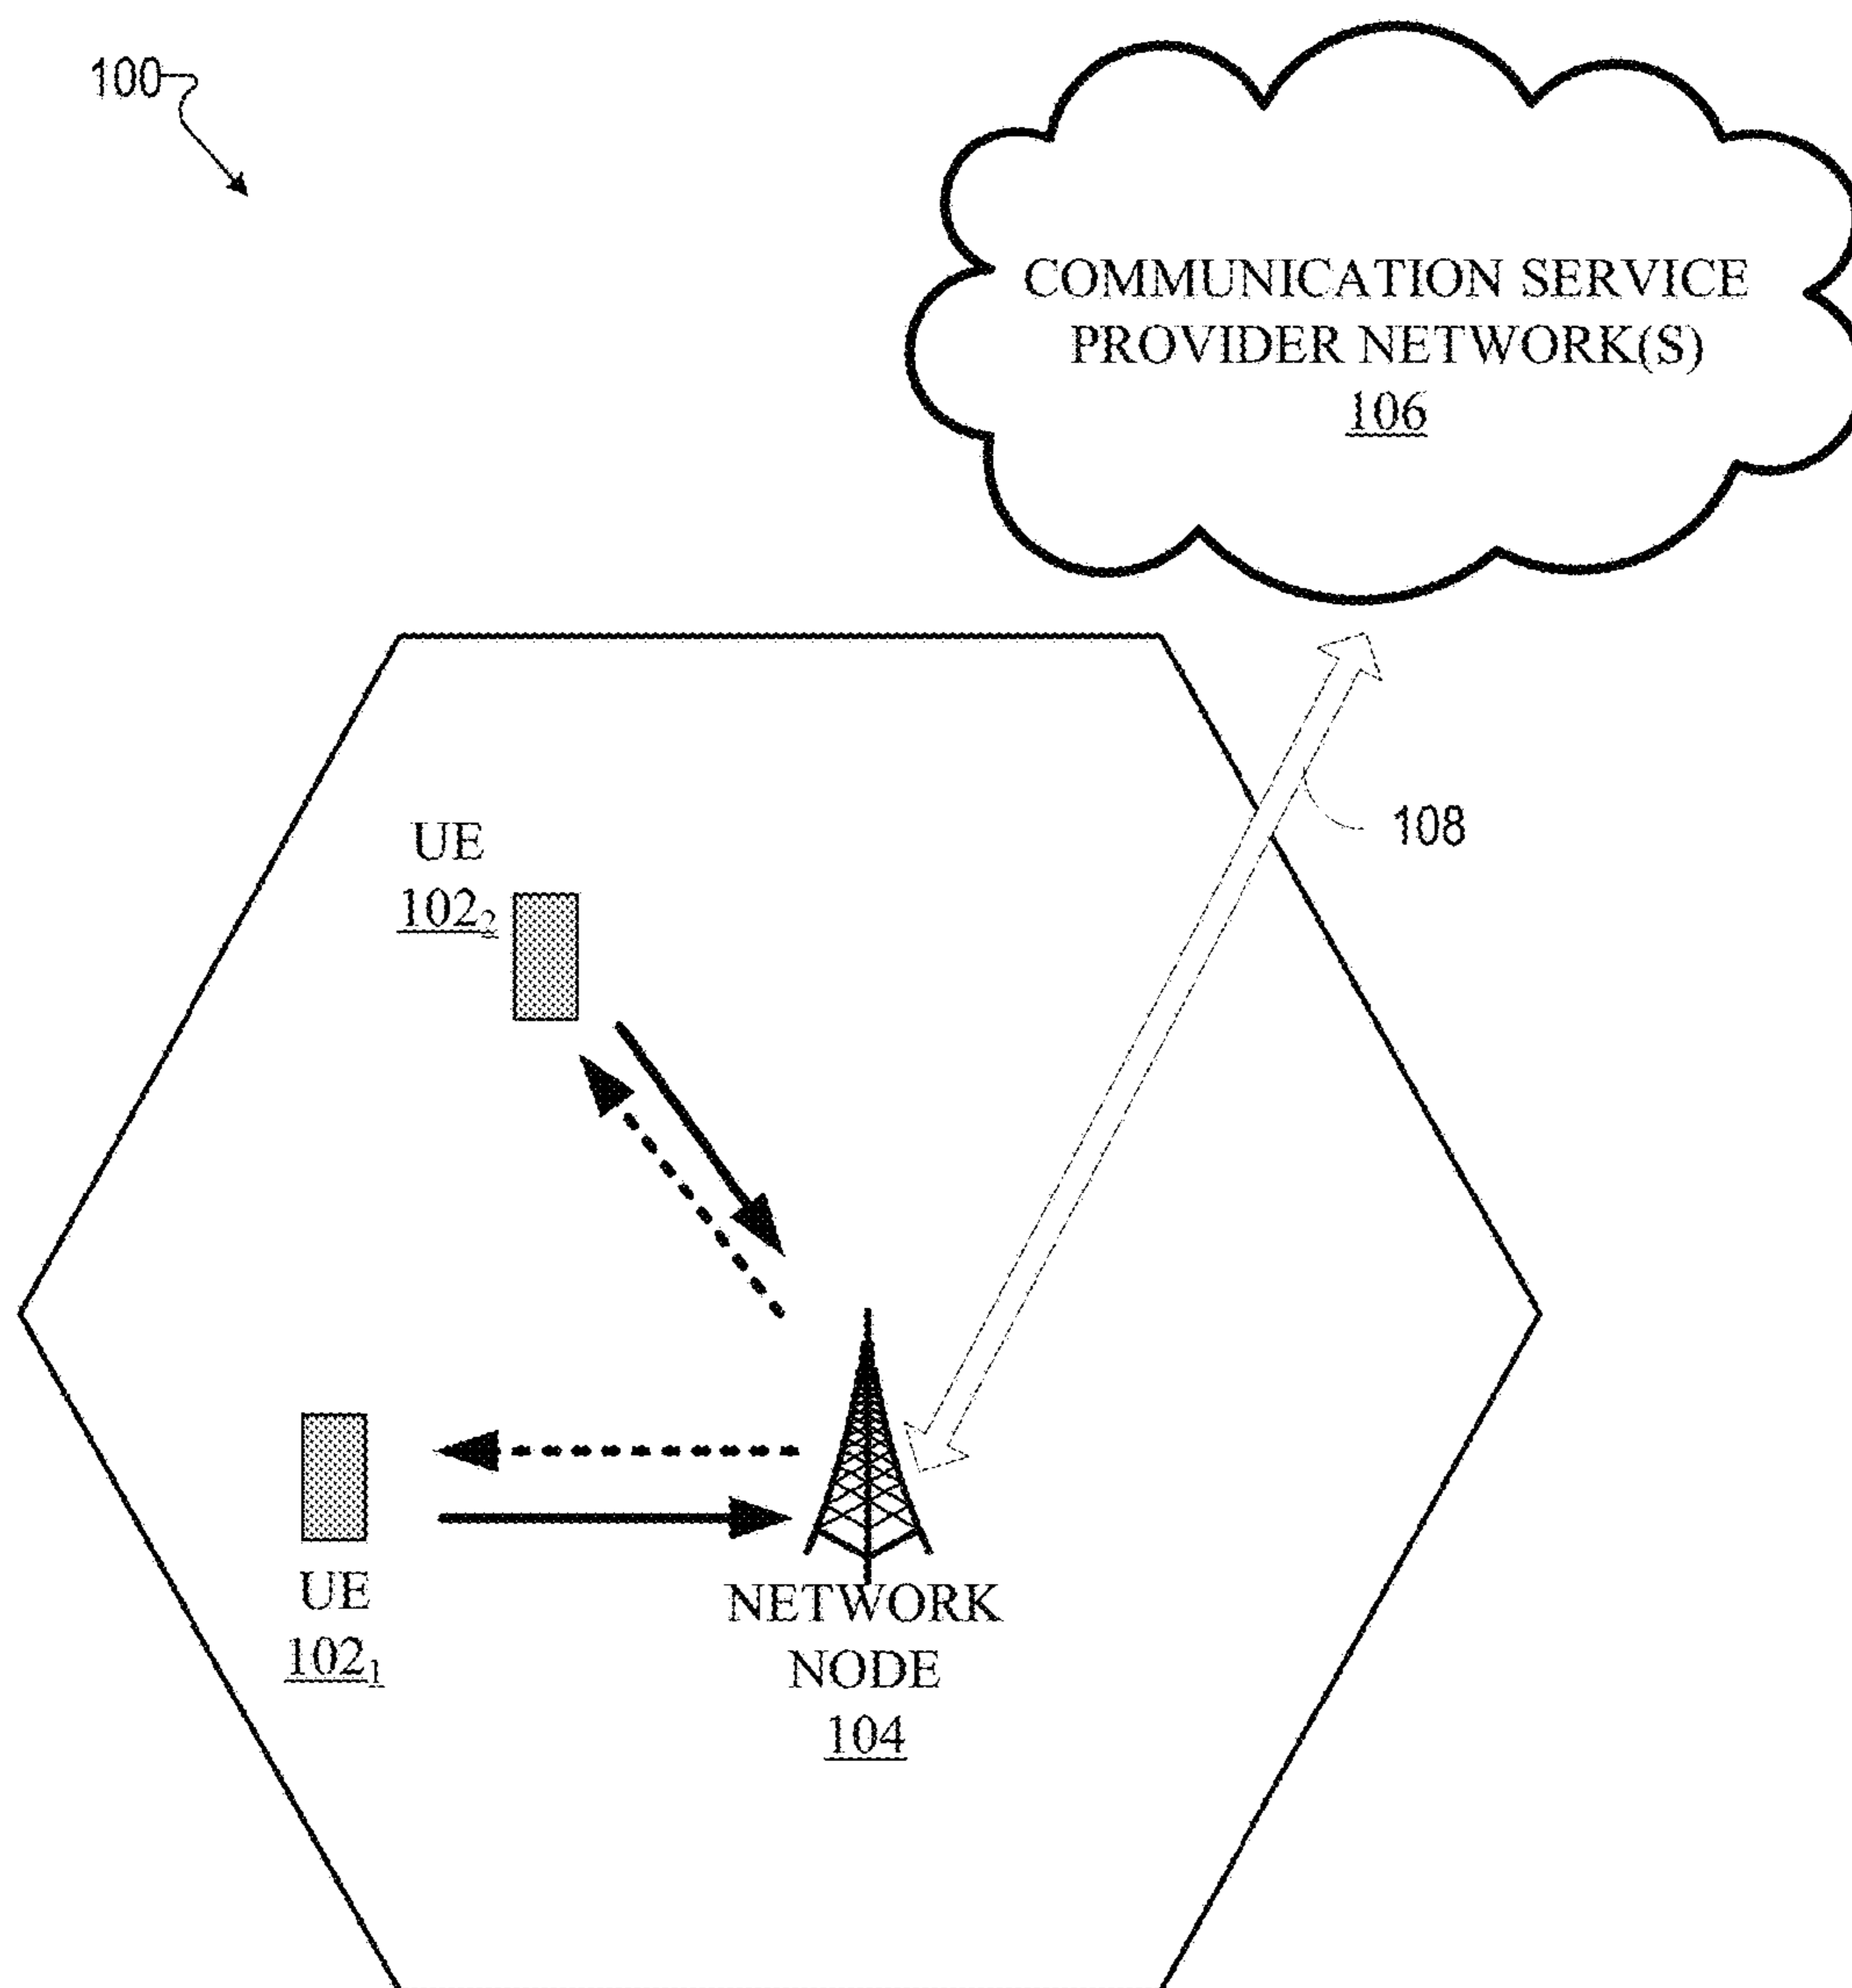 100
COMMUNICATION SERVICE
PROVIDER NETWORK(S)
106
108
UE
102₂
UE
102₁
NETWORK
NODE
104